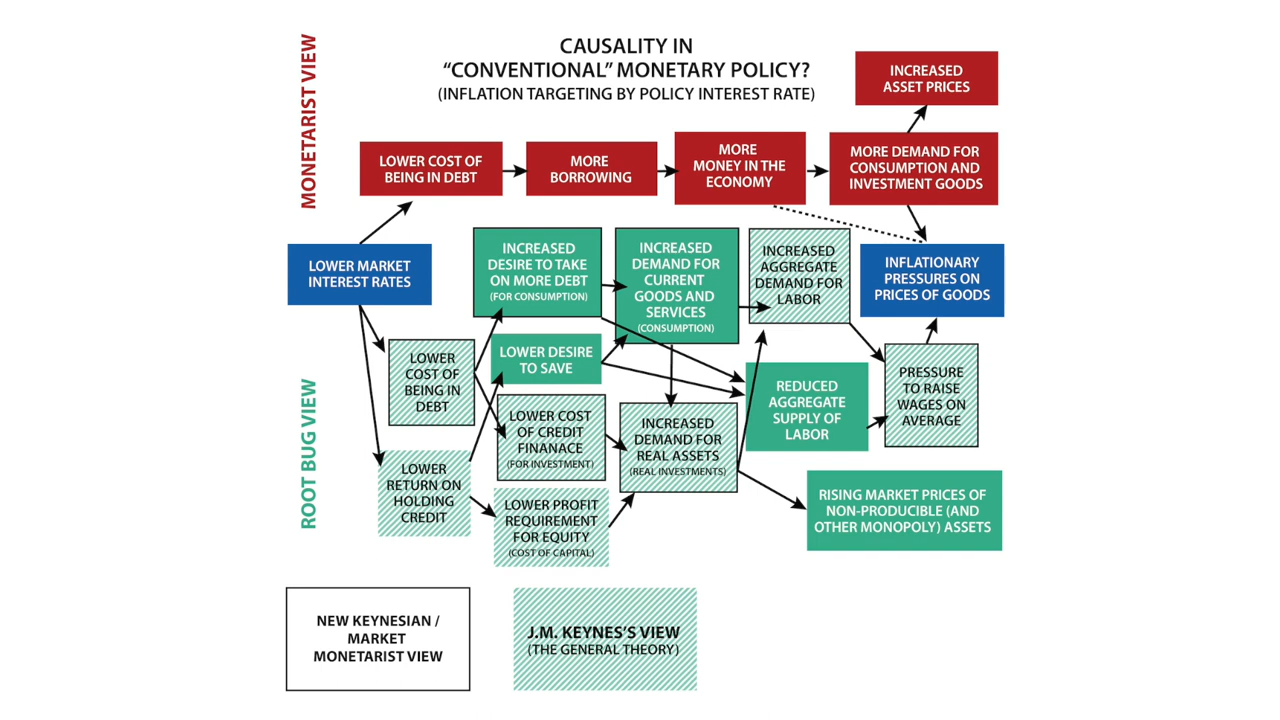 MONETARIST VIEW
CAUSALITY IN
“CONVENTIONAL” MONETARY POLICY?
(INFLATION TARGETING BY POLICY INTEREST RATE)
INCREASED
ASSET PRICES
LOWER COST OF
BEING IN DEBT
MORE
BORROWING
MORE
MONEY IN THE
ECONOMY
MORE DEMAND FOR
CONSUMPTION AND
INVESTMENT GOODS
LOWER MARKET
INTEREST RATES
INCREASED
DESIRE TO TAKE
ON MORE DEBT
(FOR CONSUMPTION)
INCREASED
DEMAND FOR
CURRENT
GOODS AND
SERVICES
(CONSUMPTION)
INCREASED
AGGREGATE
DEMAND FOR
LABOR
INFLATIONARY
PRESSURES ON
PRICES OF GOODS
ROOT BUG VIEW
LOWER
COST OF
BEING IN
DEBT
LOWER DESIRE
TO SAVE
LOWER COST
OF CREDIT
FINANACE
(FOR INVESTMENT)
INCREASED
DEMAND FOR
REAL ASSETS
(REAL INVESTMENTS)
REDUCED
AGGREGATE
SUPPLY OF
LABOR
PRESSURE
TO RAISE
WAGES ON
AVERAGE
LOWER
RETURN ON
HOLDING
CREDIT
LOWER PROFIT
REQUIREMENT
FOR EQUITY
(COST OF CAPITAL)
RISING MARKET PRICES OF
NON-PRODUCIBLE (AND
OTHER MONOPOLY) ASSETS
NEW KEYNESIAN /
MARKET
MONETARIST VIEW
J.M. KEYNES’S VIEW
(THE GENERAL THEORY)